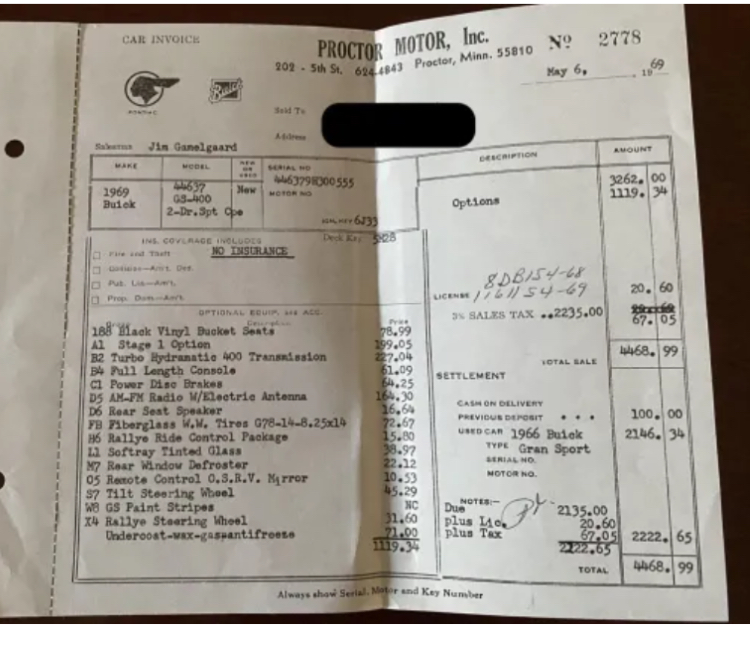 CAR INVOICE
PROCTOR MOTOR, Inc.
Nº 2778
202 - 5th St. 624-4843 Proctor, Minn. 55810
May 6, 1969
PONTIAC
Buick
Sold To
Address
Salesman Jim Gunelgaard
MAKE MODEL NEW OR USED SERIAL NO
446379H300555
MOTOR NO
1969 Buick
44637 GS-400 2-Dr.Spt Cpe
New
IGN. KEY 6J33
Deck Key 5828
INS. COVERAGE INCLUDES
NO INSURANCE
Fire and Theft
Prop. Dam.—Am't.
OPTIONAL EQUIP. and ACC.
Description Price
188 Black Vinyl Bucket Seats 78.99
A1 Stage 1 Option 199.05
B2 Turbo Hydramatic 400 Transmission 227.04
B4 Full Length Console 61.09
C1 Power Disc Brakes 64.25
D5 AM-FM Radio W/Electric Antenna 164.30
D6 Rear Seat Speaker 16.64
FB Fiberglass W.W. Tires G78-14-8.25x14 72.67
H6 Rallye Ride Control Package 15.80
L1 Softray Tinted Glass 38.97
M7 Rear Window Defroster 22.12
O5 Remote Control O.S.R.V. Mirror 10.53
S7 Tilt Steering Wheel 45.29
W8 GS Paint Stripes NC
X4 Rallye Steering Wheel 31.60
Undercoat-wax-gas-antifreeze 71.00
1119.34
DESCRIPTION AMOUNT
3262.00
Options 1119.34
8DB154-68
LICENSE 54-69 20.60
3% SALES TAX ..2235.00
67.05
TOTAL SALE 4468.99
SETTLEMENT
CASH ON DELIVERY
PREVIOUS DEPOSIT 100.00
USED CAR 1966 Buick 2146.34
TYPE Gran Sport
SERIAL NO.
MOTOR NO.
NOTES:—
Due 2135.00
plus Lic. 20.60
plus Tax 67.05
2222.65 2222.65
TOTAL 4468.99
Always show Serial, Motor and Key Number